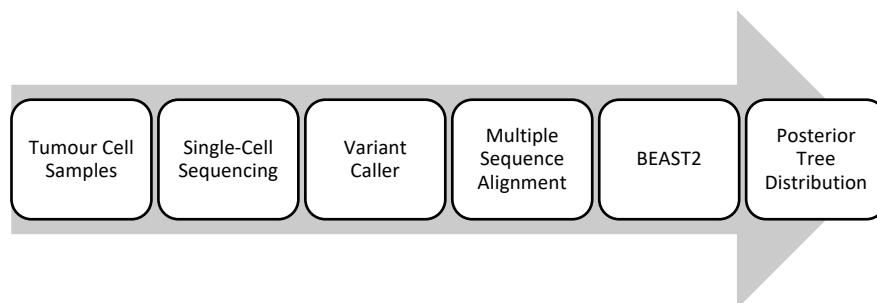 Tumour Cell
Samples
Single-Cell
Sequencing
Variant
Caller
Multiple
Sequence
Alignment
BEAST2
Posterior
Tree
Distribution